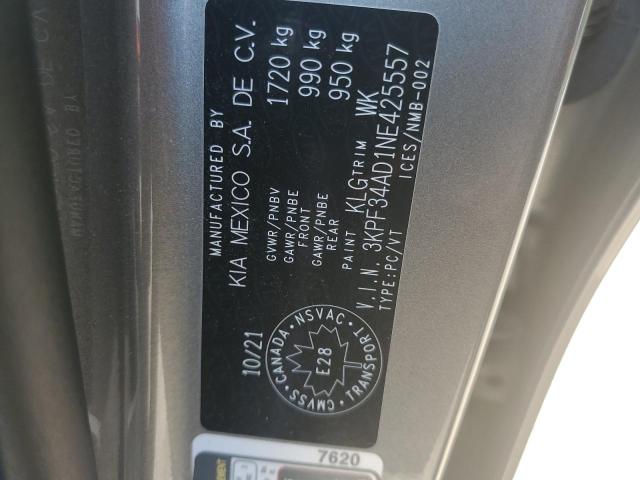 MANUFACTURED BY
KIA MEXICO S.A. DE C.V.
GVWR/PNBV 1720 kg
GAWR/PNBE FRONT 990 kg
GAWR/PNBE REAR 950 kg
PAINT KLG TRIM WK
V.I.N. 3KPF34AD1NE425557
TYPE:PC/VT ICES/NMB-002
10/21
CANADA • NSVAC • TRANSPORT • CMVSS •
E28
7620